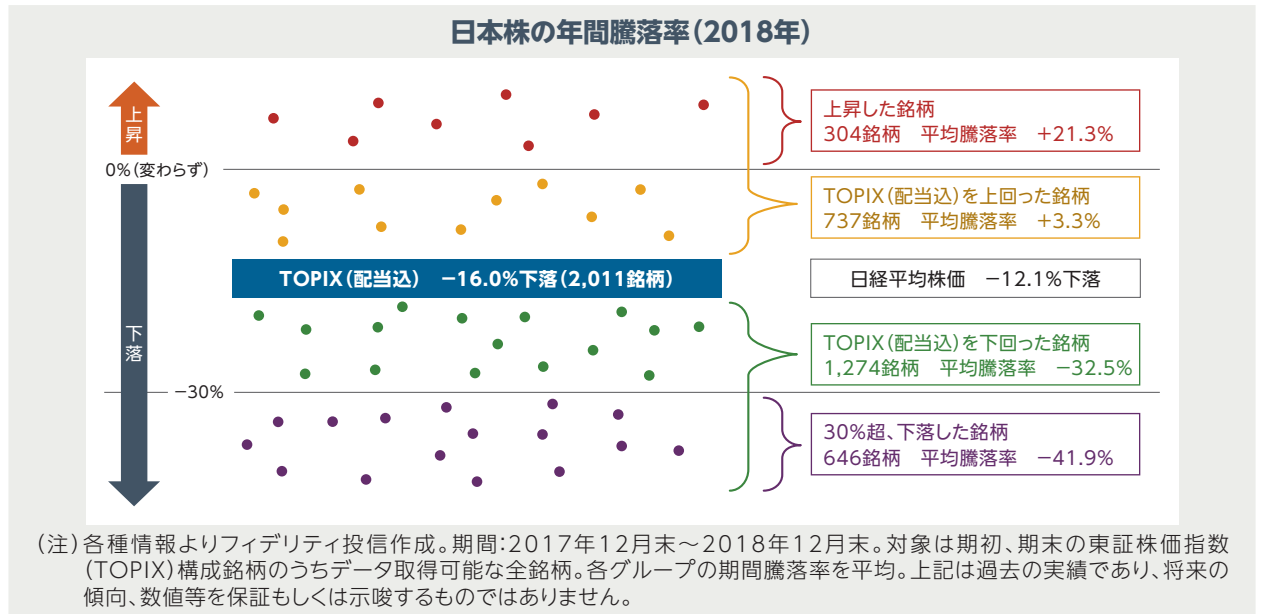 日本株の年間騰落率（2018年）
上昇
上昇した銘柄
304銘柄　平均騰落率　+21.3%
0%（変わらず）
TOPIX（配当込）を上回った銘柄
737銘柄　平均騰落率　+3.3%
TOPIX（配当込）　−16.0%下落（2,011銘柄）
日経平均株価　−12.1%下落
下落
TOPIX（配当込）を下回った銘柄
1,274銘柄　平均騰落率　−32.5%
−30%
30%超、下落した銘柄
646銘柄　平均騰落率　−41.9%
（注）各種情報よりフィデリティ投信作成。期間：2017年12月末～2018年12月末。対象は期初、期末の東証株価指数
（TOPIX）構成銘柄のうちデータ取得可能な全銘柄。各グループの期間騰落率を平均。上記は過去の実績であり、将来の
傾向、数値等を保証もしくは示唆するものではありません。